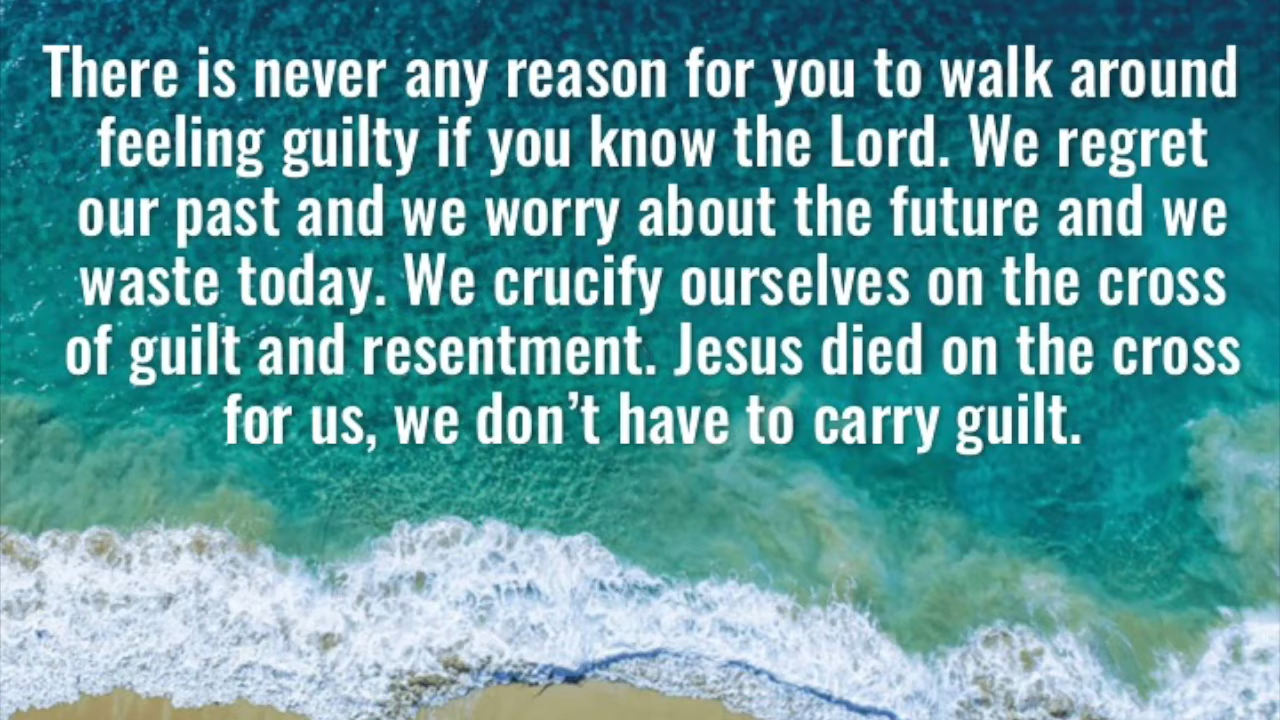 There is never any reason for you to walk around
feeling guilty if you know the Lord. We regret
our past and we worry about the future and we
waste today. We crucify ourselves on the cross
of guilt and resentment. Jesus died on the cross
for us, we don’t have to carry guilt.